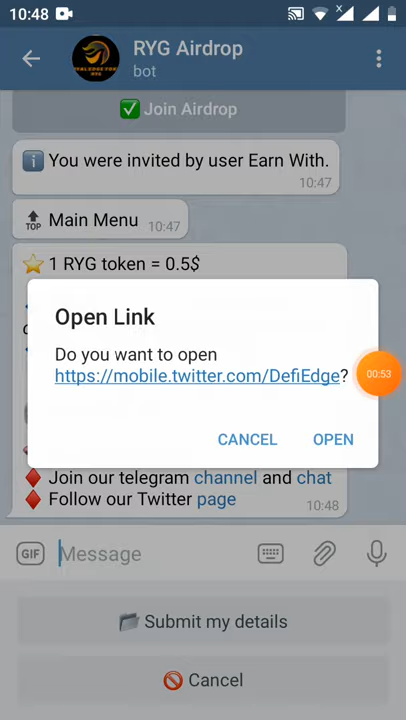 10:48
RYG Airdrop
bot
✅ Join Airdrop
ℹ️ You were invited by user Earn With.
10:47
🔝 Main Menu 10:47
⭐ 1 RYG token = 0.5$
Open Link
Do you want to open
https://mobile.twitter.com/DefiEdge?
00:53
CANCEL OPEN
♦️ Join our telegram channel and chat
♦️ Follow our Twitter page
10:48
GIF Message
📂 Submit my details
🚫 Cancel